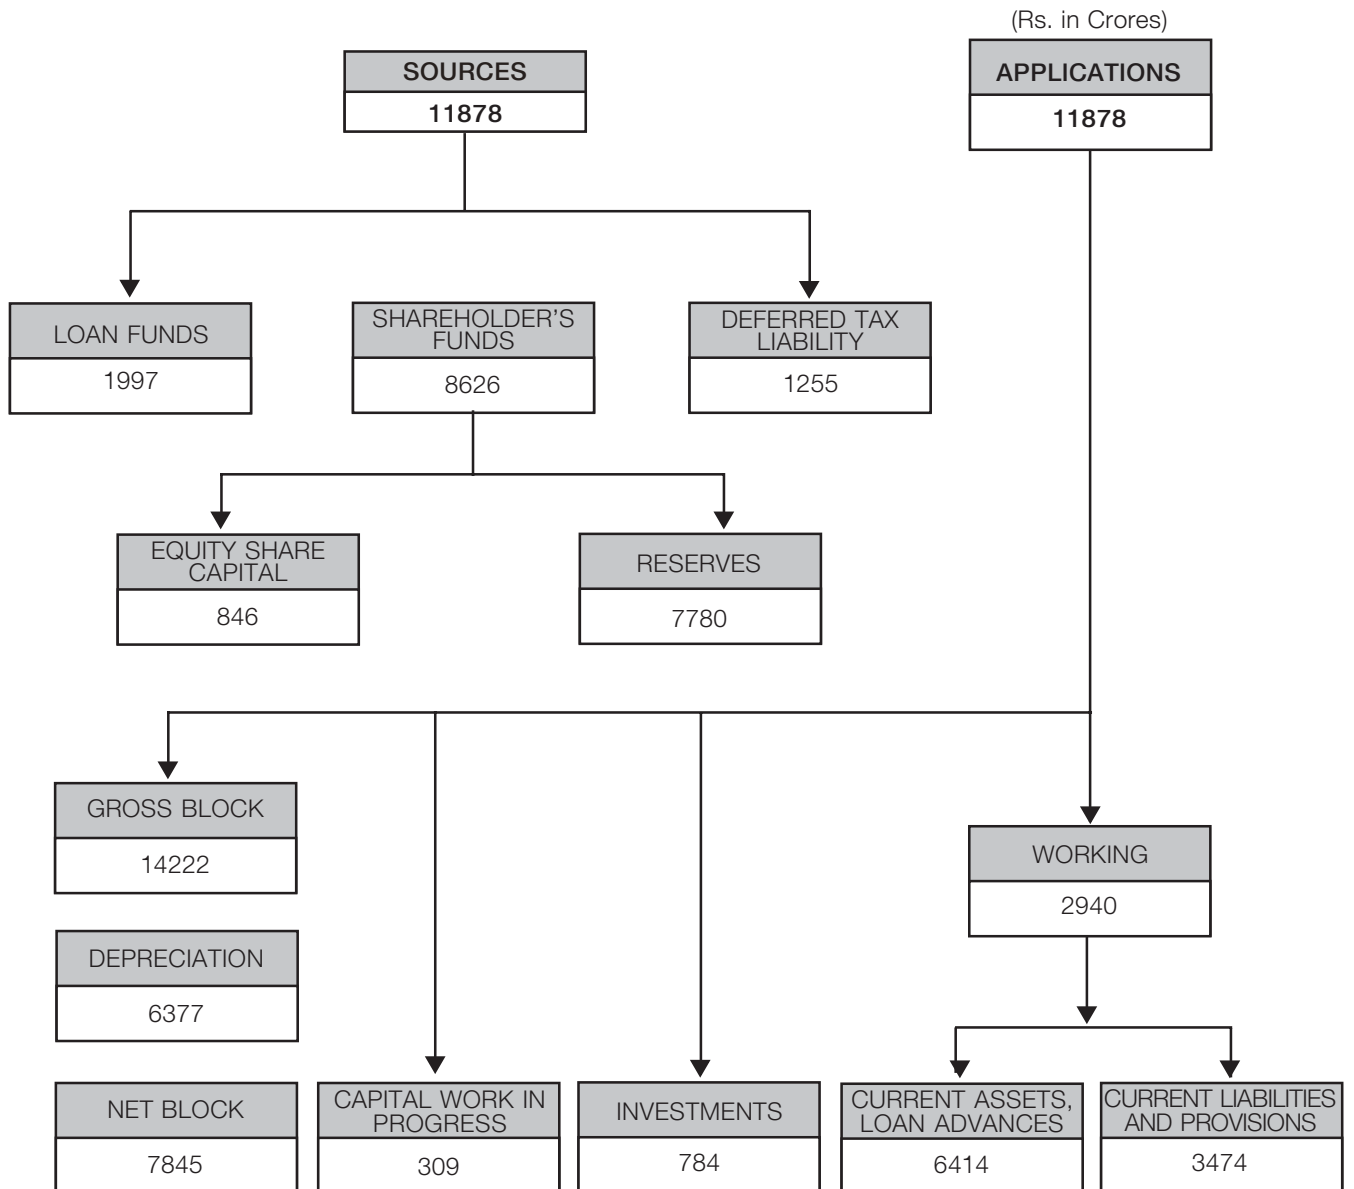 (Rs. in Crores)
SOURCES
11878
APPLICATIONS
11878
LOAN FUNDS
1997
SHAREHOLDER'S
FUNDS
8626
DEFERRED TAX
LIABILITY
1255
EQUITY SHARE
CAPITAL
846
RESERVES
7780
GROSS BLOCK
14222
WORKING
2940
DEPRECIATION
6377
NET BLOCK
7845
CAPITAL WORK IN
PROGRESS
309
INVESTMENTS
784
CURRENT ASSETS,
LOAN ADVANCES
6414
CURRENT LIABILITIES
AND PROVISIONS
3474